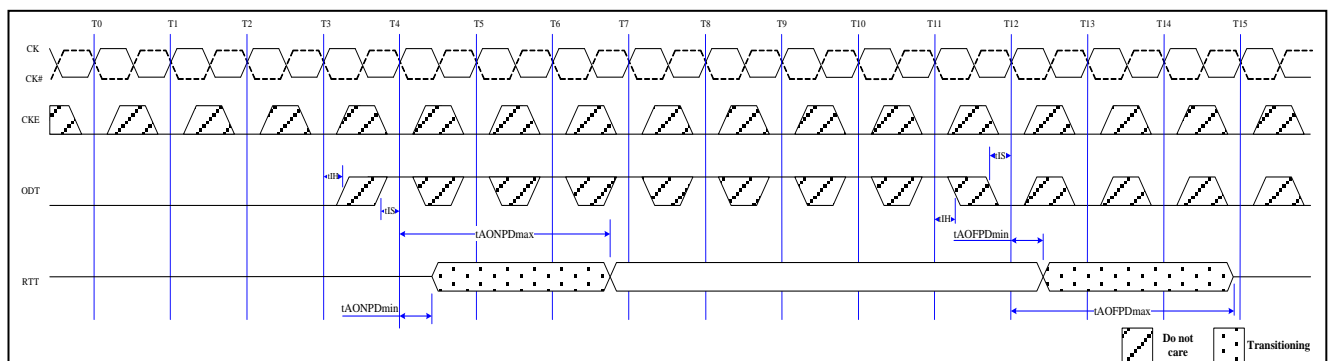 T0 T1 T2 T3 T4 T5 T6 T7 T8 T9 T10 T11 T12 T13 T14 T15
CK
CK#
CKE
tIS
ODT
tIH
tIS
tIH
tAONPDmax
tAOFPDmin
RTT
tAONPDmin
tAOFPDmax
Do not
care
Transitioning